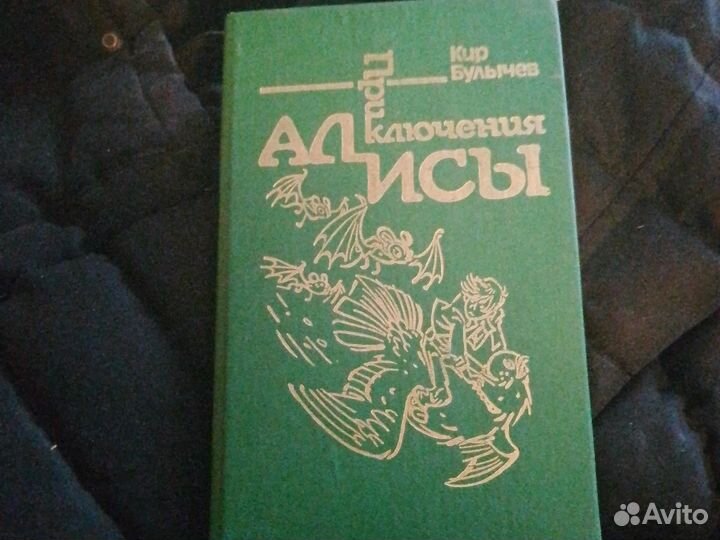 Кир
Булычев
Приключения
АЛИСЫ
Avito